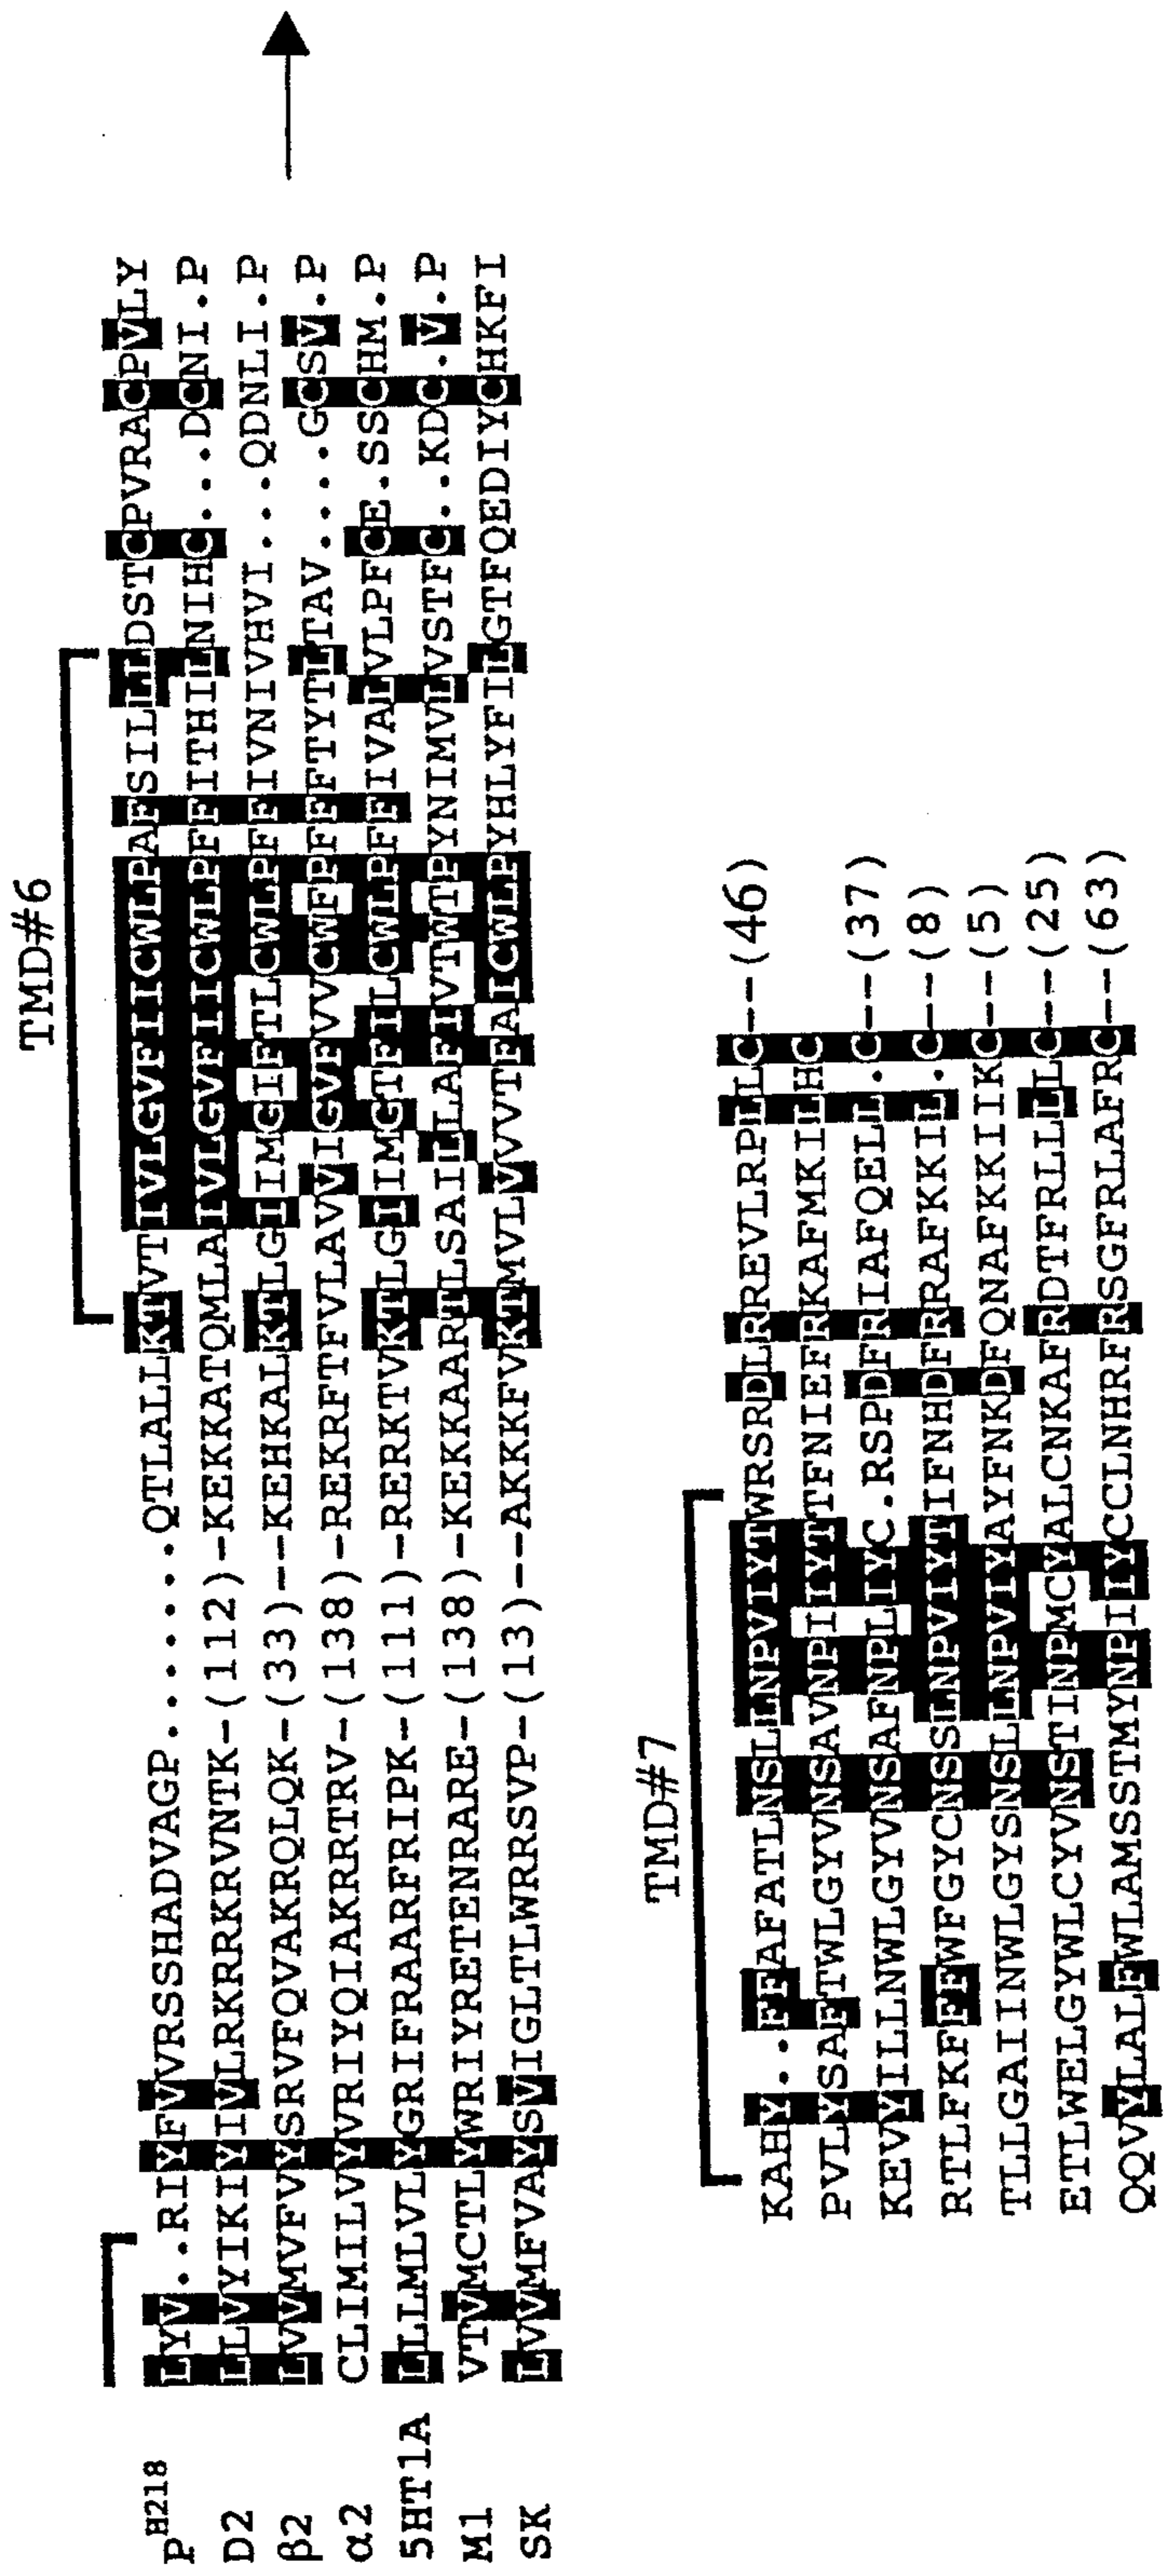 TMD#6
P^H218 LYV..RIYFVVRSSHADVAGP.......QTLALLKTVTIVLGVFIICWLPAFSILLLDSTCPVRACPVLY
D2 LLVYIKIYIVLRKRRKRVNTK-(112)-KEKKATQMLAIVLGVFIICWLPFFITHILNIHC...DCNI.P
β2 LVVMVFVYSRVFQVAKRQLQK-(33)--KEHKALKTLGIIMGIFTLCWLPFFIVNIVHVI....QDNLI.P
α2 CLIMILVYVRIYQIAKRRTRV-(138)-REKRFTFVLAVVIGVFVVCWFPFFFTYTLTAV....GCSV.P
5HT1A LLLMLVLYGRIFRAARFRIPK-(111)-RERKTVKTLGIIMGTFILCWLPFFIVALVLPFCE.SSCHM.P
M1 VTVMCTLYWRIYRETENRARE-(138)-KEKKAARTLSAILLAFIVTWTPYNIMVLVSTFC..KDC.V.P
SK LVVMFVAYSVIGLTLWRRSVP-(13)--AKKKFVKTMVLVVVTFAICWLPYHLYFILGTFQEDIYCHKFI
TMD#7
KAHY..FFAFATLNSLLNPVIYTWRSRDLRREVLRPLLC--(46)
PVLYSAFTWLGYVNSAVNPIIYTTFNIEFRKAFMKILHC
KEVYILLNWLGYVNSAFNPLIYC.RSPDFRIAFQELL.C--(37)
RTLFKFFFWFGYCNSSLNPVIYTIFNHDFRRAFKKIL.C--(8)
TLLGAIINWLGYSNSLLNPVIYAYFNKDFQNAFKKIIKC--(5)
ETLWELGYWLCYVNSTINPMCYALCNKAFRDTFRLLLLC--(25)
QQVYLALFWLAMSSTMYNPIIYCCLNHRFRSGFRLAFRC--(63)